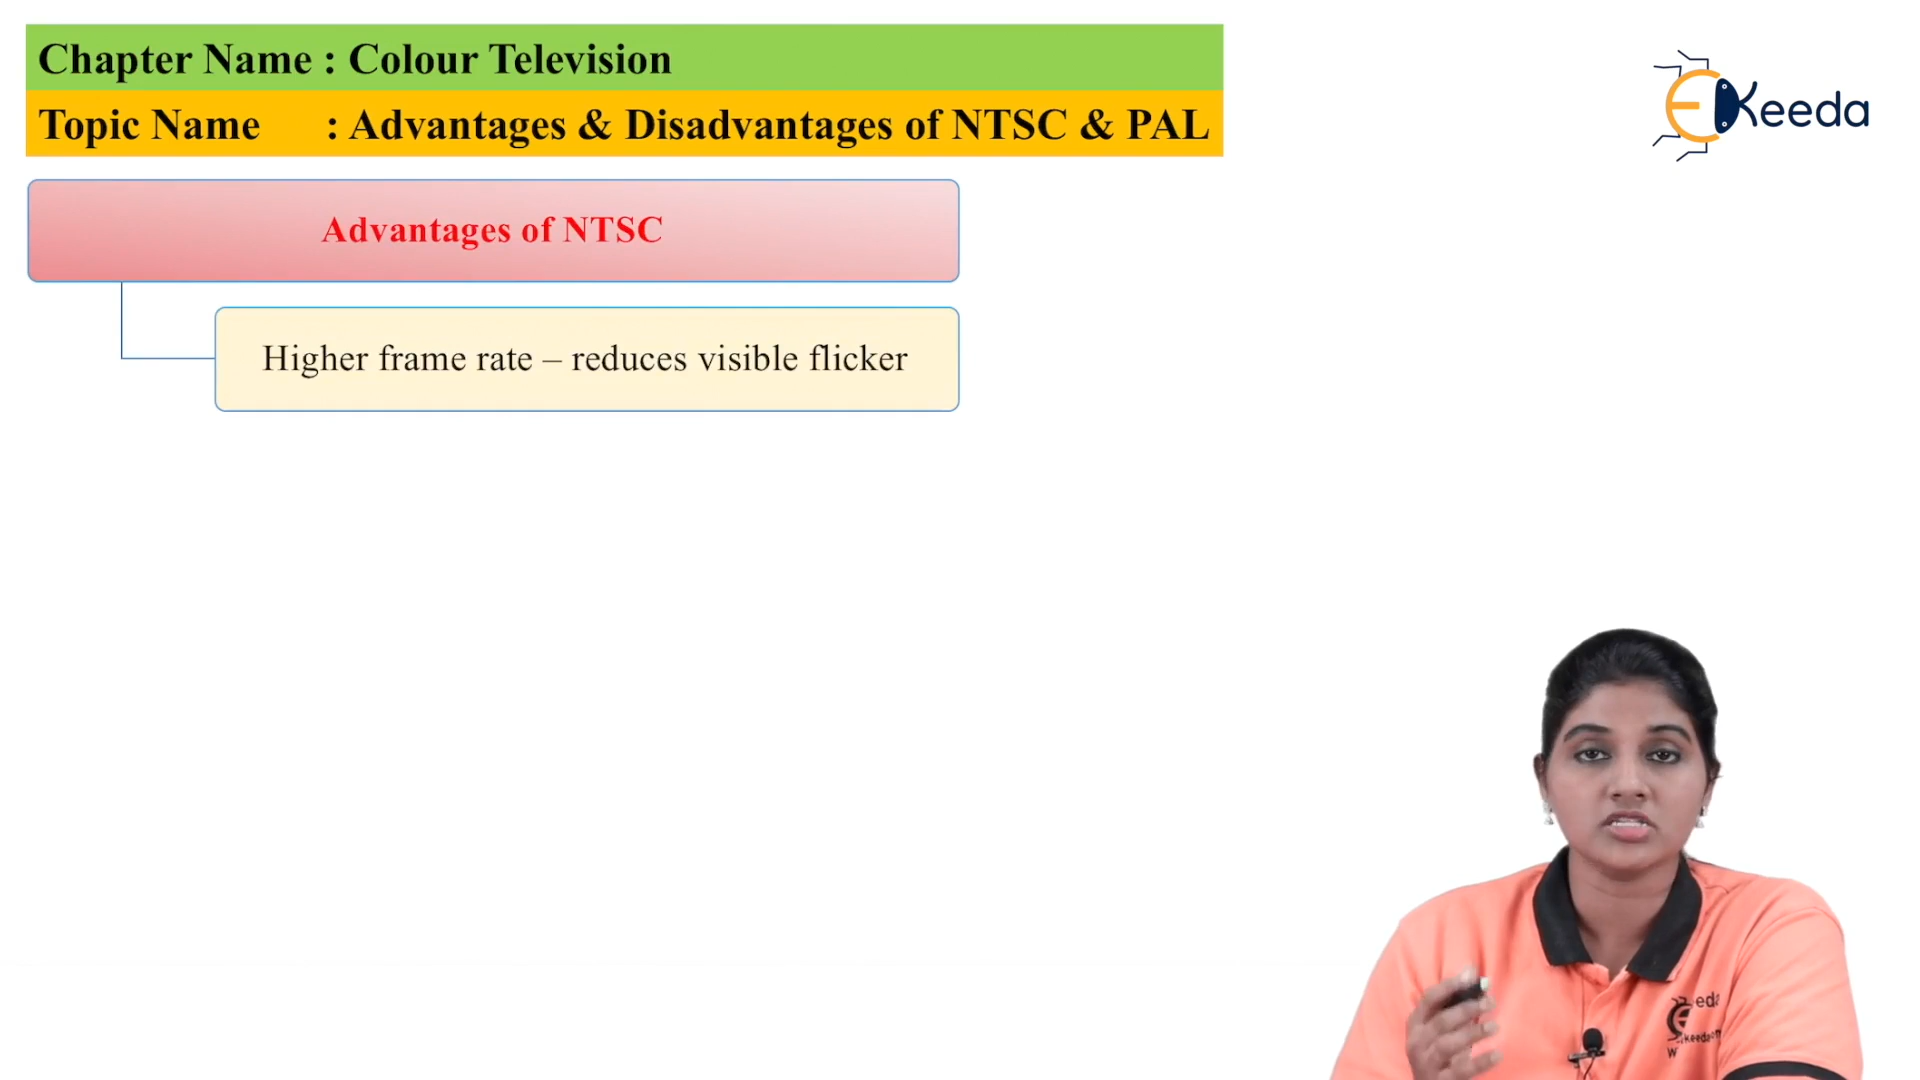 Chapter Name : Colour Television
Topic Name : Advantages & Disadvantages of NTSC & PAL
EKeeda
Advantages of NTSC
Higher frame rate – reduces visible flicker